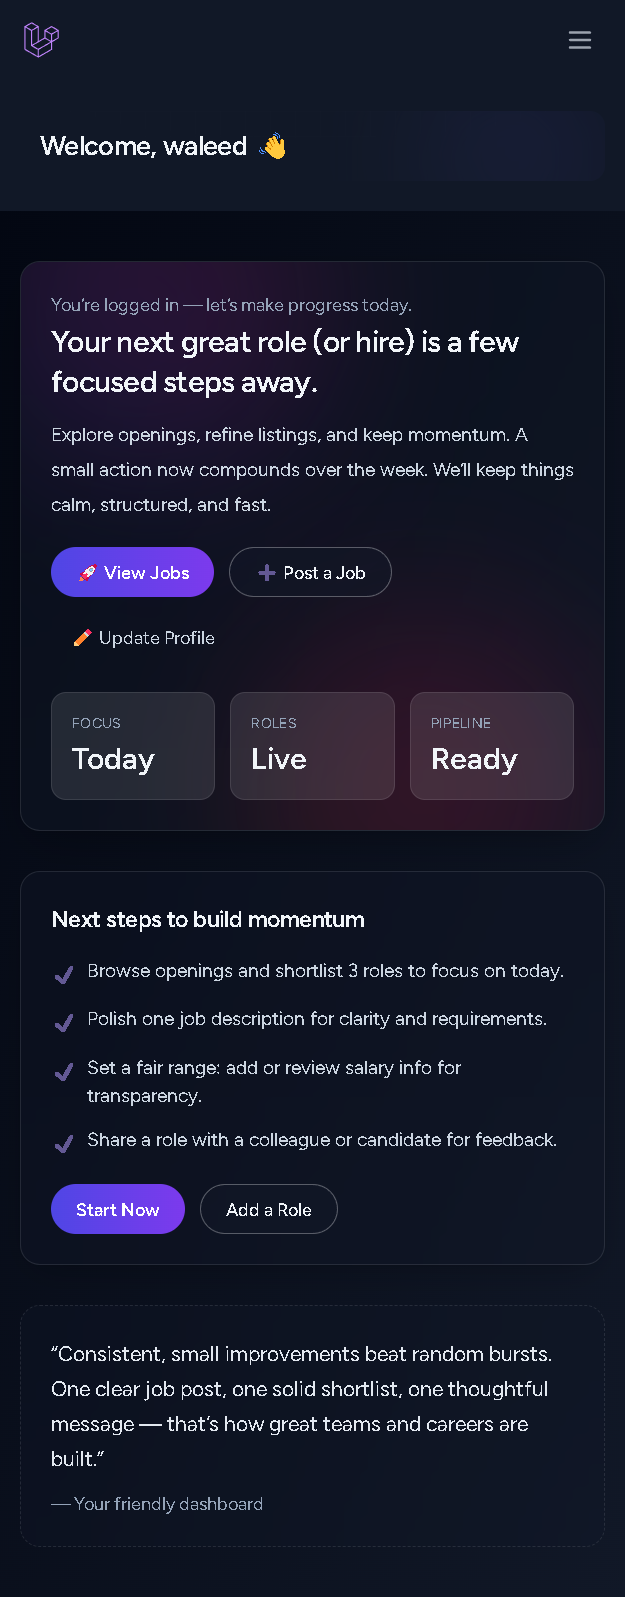 Welcome, waleed 👋
You're logged in — let's make progress today.
Your next great role (or hire) is a few
focused steps away.
Explore openings, refine listings, and keep momentum. A
small action now compounds over the week. We'll keep things
calm, structured, and fast.
🚀 View Jobs
➕ Post a Job
✏️ Update Profile
FOCUS
Today
ROLES
Live
PIPELINE
Ready
Next steps to build momentum
✔ Browse openings and shortlist 3 roles to focus on today.
✔ Polish one job description for clarity and requirements.
✔ Set a fair range: add or review salary info for
transparency.
✔ Share a role with a colleague or candidate for feedback.
Start Now
Add a Role
“Consistent, small improvements beat random bursts.
One clear job post, one solid shortlist, one thoughtful
message — that's how great teams and careers are
built.”
— Your friendly dashboard